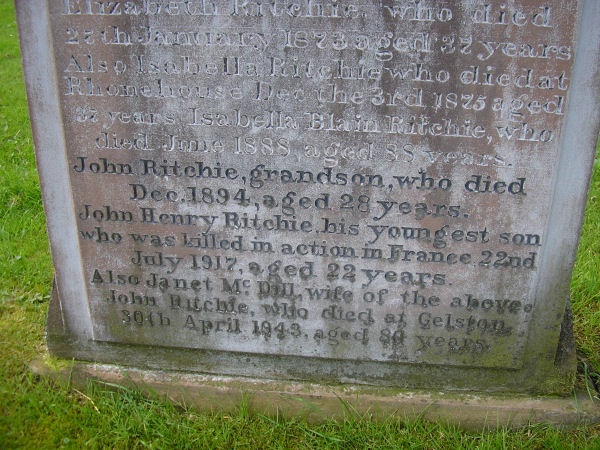 Elizabeth Ritchie, who died
27th January 1873 aged 37 years
Also Isabella Ritchie who died at
Rhonehouse Dec the 3rd 1875 aged
37 years Isabella Blain Ritchie, who
died June 1888, aged 88 years.
John Ritchie, grandson, who died
Dec. 1894, aged 28 years.
John Henry Ritchie, his youngest son
who was killed in action in France 22nd
July 1917, aged 22 years.
Also Janet McDill, wife of the above
John Ritchie, who died at Gelston,
30th April 1943, aged 80 years.